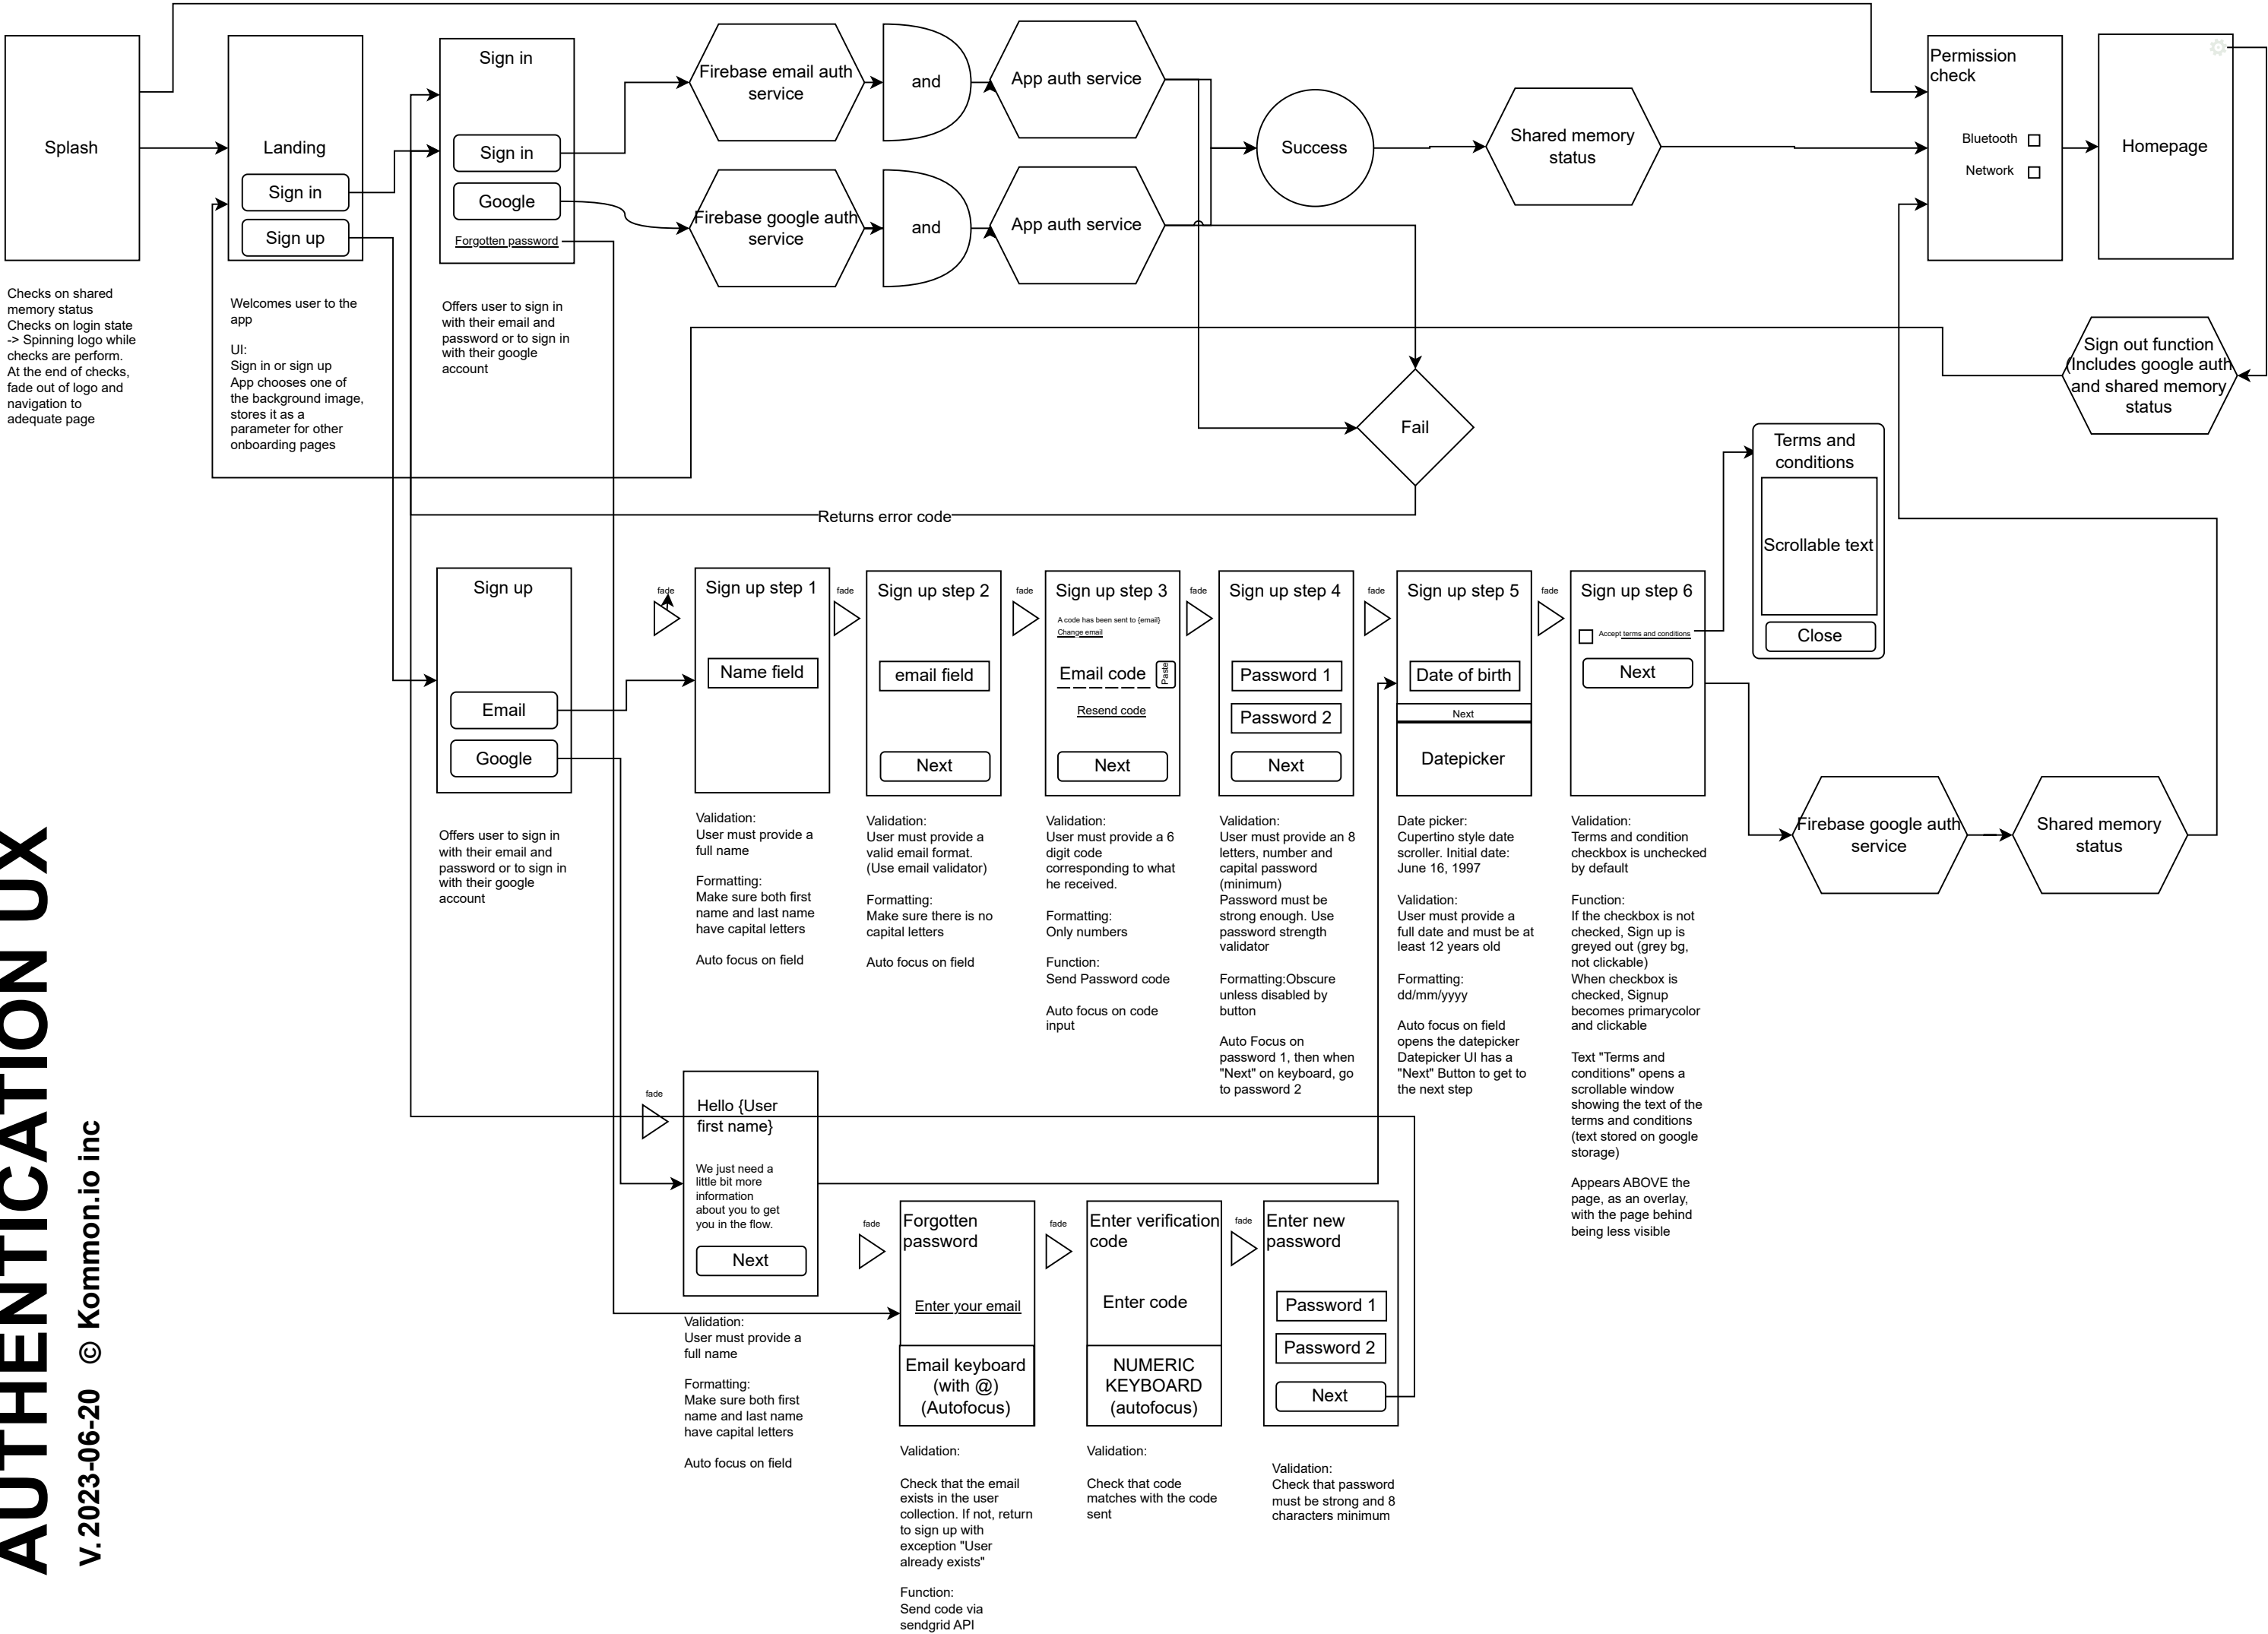 Splash
Checks on shared
memory status
Checks on login state
-> Spinning logo while
checks are perform.
At the end of checks,
fade out of logo and
navigation to
adequate page
Landing
Sign in
Sign up
Welcomes user to the
app
UI:
Sign in or sign up
App chooses one of
the background image,
stores it as a
parameter for other
onboarding pages
Sign in
Sign in
Google
Forgotten password
Offers user to sign in
with their email and
password or to sign in
with their google
account
Firebase email auth
service
and
App auth service
Firebase google auth
service
and
App auth service
Success
Shared memory
status
Permission
check
Bluetooth
Network
Homepage
Sign out function
(Includes google auth
and shared memory
status
Fail
Returns error code
Terms and
conditions
Scrollable text
Close
Sign up
Email
Google
Offers user to sign in
with their email and
password or to sign in
with their google
account
fade
Sign up step 1
Name field
Validation:
User must provide a
full name
Formatting:
Make sure both first
name and last name
have capital letters
Auto focus on field
fade
Sign up step 2
email field
Next
Validation:
User must provide a
valid email format.
(Use email validator)
Formatting:
Make sure there is no
capital letters
Auto focus on field
fade
Sign up step 3
A code has been sent to {email}
Change email
Email code
Paste
Resend code
Next
Validation:
User must provide a 6
digit code
corresponding to what
he received.
Formatting:
Only numbers
Function:
Send Password code
Auto focus on code
input
fade
Sign up step 4
Password 1
Password 2
Next
Validation:
User must provide an 8
letters, number and
capital password
(minimum)
Password must be
strong enough. Use
password strength
validator
Formatting:Obscure
unless disabled by
button
Auto Focus on
password 1, then when
"Next" on keyboard, go
to password 2
fade
Sign up step 5
Date of birth
Next
Datepicker
Date picker:
Cupertino style date
scroller. Initial date:
June 16, 1997
Validation:
User must provide a
full date and must be at
least 12 years old
Formatting:
dd/mm/yyyy
Auto focus on field
opens the datepicker
Datepicker UI has a
"Next" Button to get to
the next step
fade
Sign up step 6
Accept terms and conditions
Next
Validation:
Terms and condition
checkbox is unchecked
by default
Function:
If the checkbox is not
checked, Sign up is
greyed out (grey bg,
not clickable)
When checkbox is
checked, Signup
becomes primarycolor
and clickable
Text "Terms and
conditions" opens a
scrollable window
showing the text of the
terms and conditions
(text stored on google
storage)
Appears ABOVE the
page, as an overlay,
with the page behind
being less visible
Firebase google auth
service
Shared memory
status
fade
Hello {User
first name}
We just need a
little bit more
information
about you to get
you in the flow.
Next
Validation:
User must provide a
full name
Formatting:
Make sure both first
name and last name
have capital letters
Auto focus on field
fade
Forgotten
password
Enter your email
Email keyboard
(with @)
(Autofocus)
Validation:
Check that the email
exists in the user
collection. If not, return
to sign up with
exception "User
already exists"
Function:
Send code via
sendgrid API
fade
Enter verification
code
Enter code
NUMERIC
KEYBOARD
(autofocus)
Validation:
Check that code
matches with the code
sent
fade
Enter new
password
Password 1
Password 2
Next
Validation:
Check that password
must be strong and 8
characters minimum
AUTHENTICATION UX
V. 2023-06-20 © Kommon.io inc